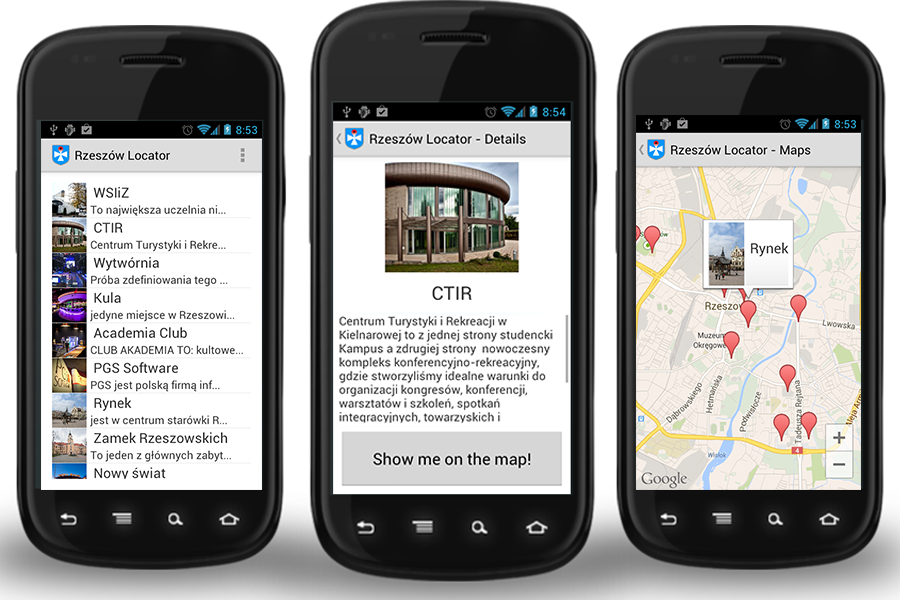 8:53
Rzeszów Locator
WSIiZ
To największa uczelnia ni...
CTIR
Centrum Turystyki i Rekre...
Wytwórnia
Próba zdefiniowania tego ...
Kula
jedyne miejsce w Rzeszowi...
Academia Club
CLUB AKADEMIA TO: kultowe...
PGS Software
PGS jest polską firmą inf...
Rynek
jest w centrum starówki R...
Zamek Rzeszowskich
To jeden z głównych zabyt...
Nowy świat
8:54
Rzeszów Locator - Details
CTIR
Centrum Turystyki i Rekreacji w
Kielnarowej to z jednej strony studencki
Kampus a zdrugiej strony nowoczesny
kompleks konferencyjno-rekreacyjny,
gdzie stworzyliśmy idealne warunki do
organizacji kongresów, konferencji,
warsztatów i szkoleń, spotkań
integracyjnych, towarzyskich i
Show me on the map!
8:53
Rzeszów Locator - Maps
Rynek
Rzeszo
Lwowska
Muzeum
Okręgowe
Dąbrowskiego
Hetmańska
Podwisłocze
Tadeusza Rejtana
Aleja Arm
Wisłok
4
+
−
Google